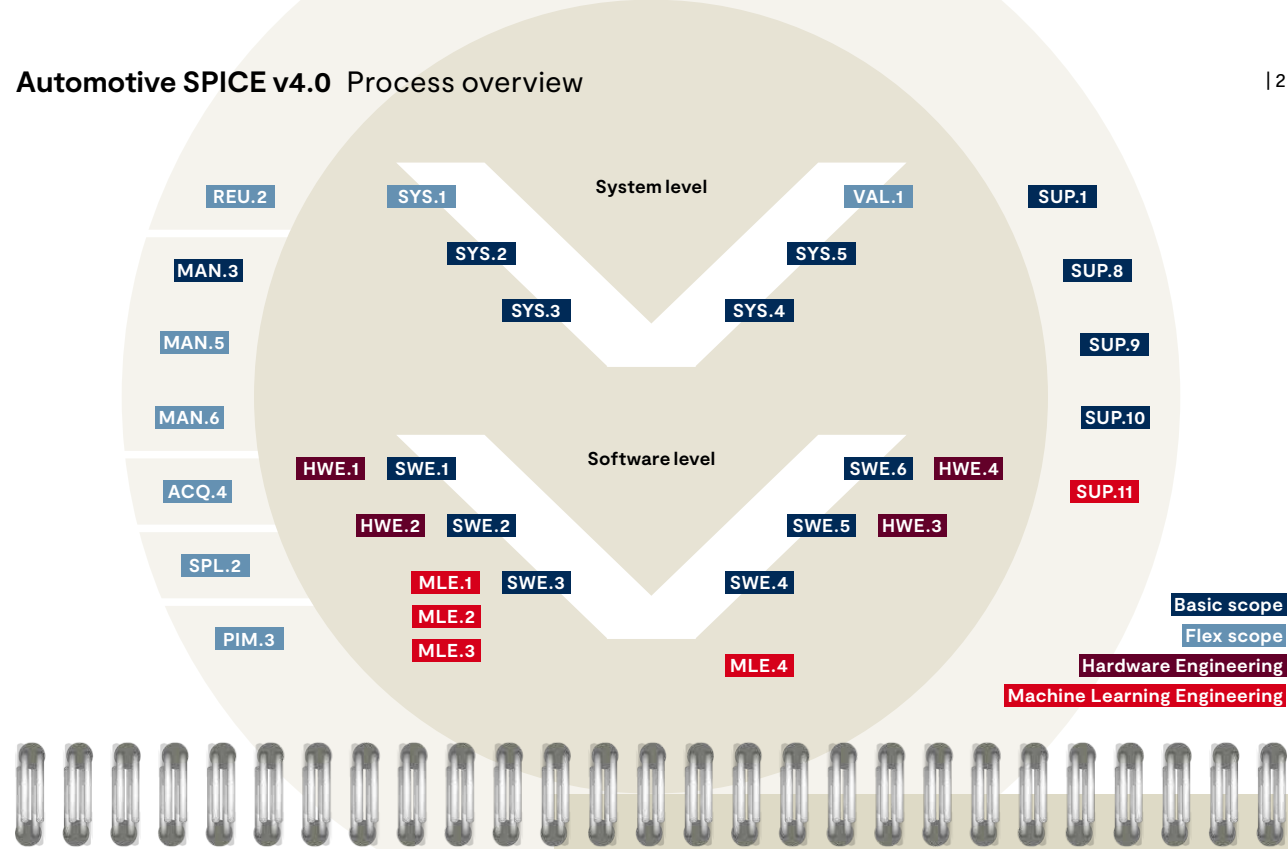 Automotive SPICE v4.0 Process overview
| 2
System level
REU.2
SYS.1
VAL.1
SUP.1
SYS.2
SYS.5
MAN.3
SUP.8
SYS.3
SYS.4
MAN.5
SUP.9
MAN.6
SUP.10
Software level
HWE.1
SWE.1
SWE.6
HWE.4
ACQ.4
SUP.11
HWE.2
SWE.2
SWE.5
HWE.3
SPL.2
MLE.1
SWE.3
SWE.4
MLE.2
PIM.3
MLE.3
MLE.4
Basic scope
Flex scope
Hardware Engineering
Machine Learning Engineering